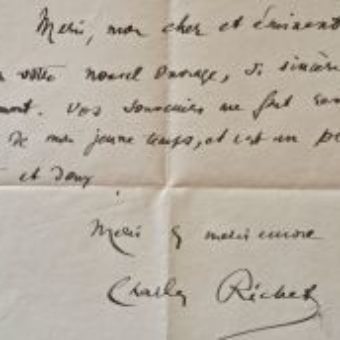 Merci, mon cher et éminent
votre nouvel ouvrage, si sincère
ment. Vos souvenirs me font
de mon jeune temps, et c'est un
et doux
Merci & merci encore
Charles Richet